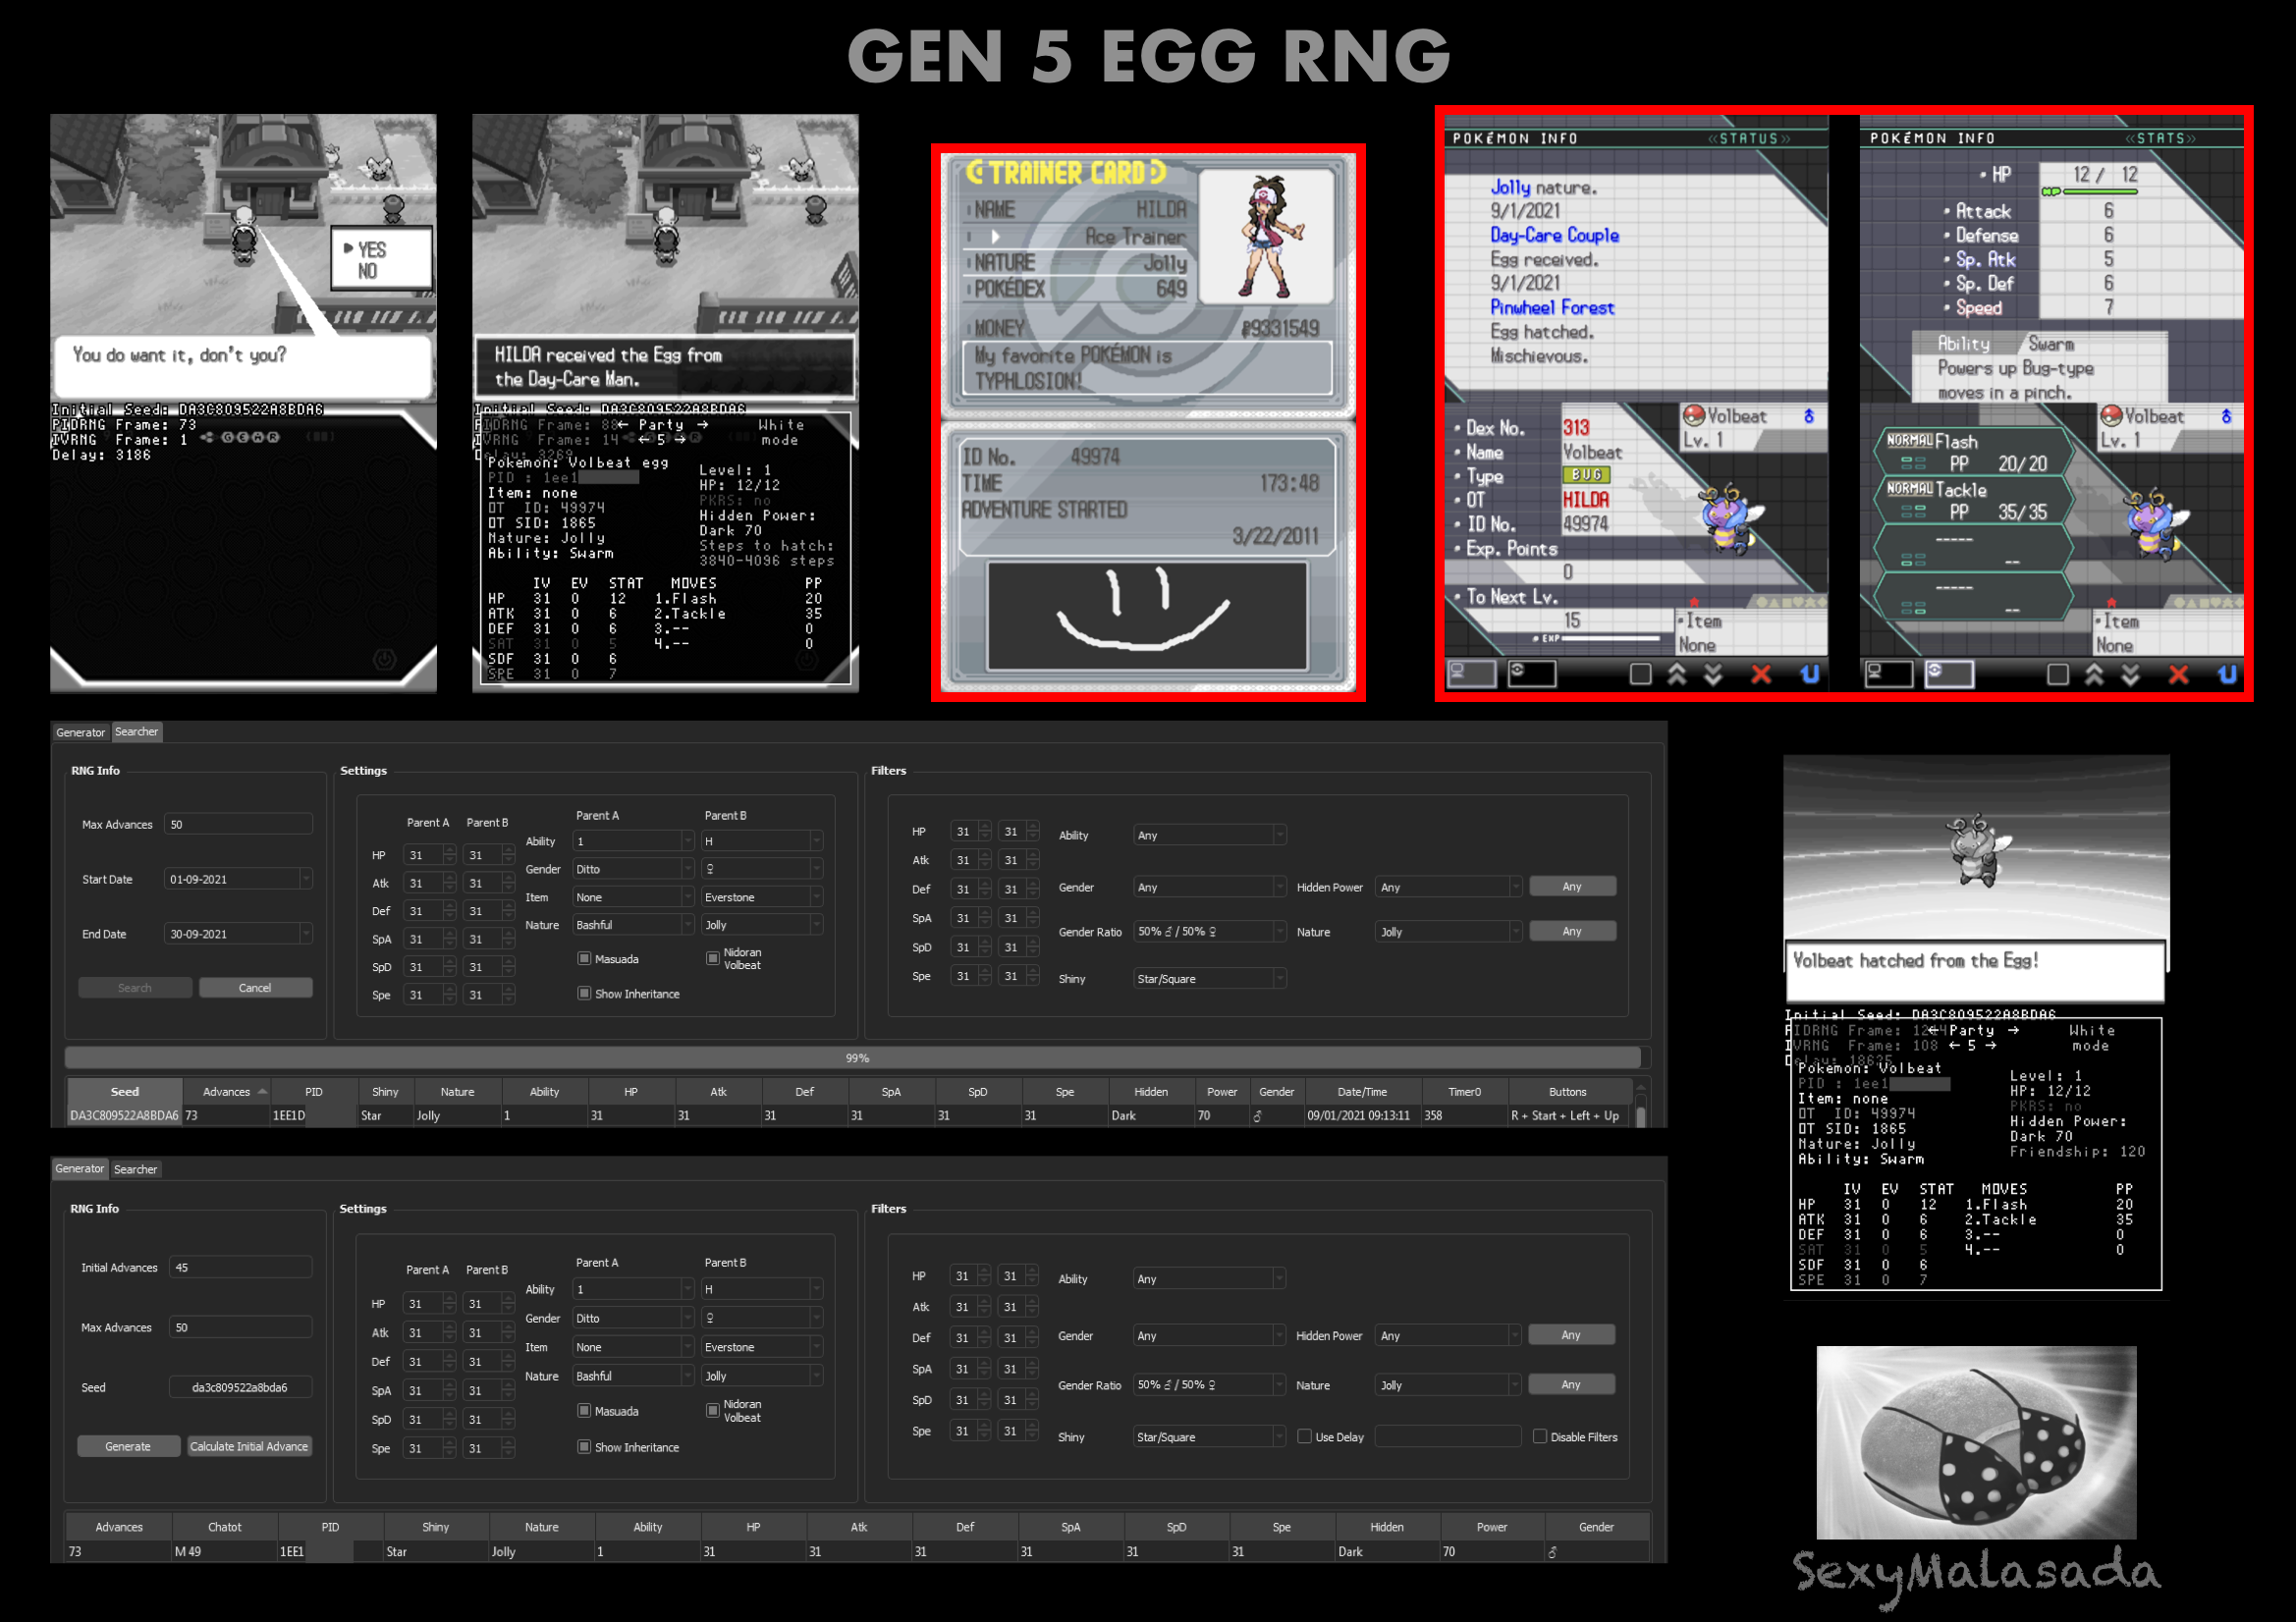 GEN 5 EGG RNG
YES
NO
You do want it, don't you?
Initial Seed: DA3C809522A8BDA6
PIDRNG Frame: 73
IVRNG Frame: 1
C-GEAR
Delay: 3186
HILDA received the Egg from
the Day-Care Man.
Initial Seed: DA3C809522A8BDA6
PIDRNG Frame: 88 ← Party → White
IVRNG Frame: 14 ← 5 → mode
Delay: 3269
Pokemon: Volbeat egg
PID : 1ee1
Item: none
OT ID: 49974
OT SID: 1865
Nature: Jolly
Ability: Swarm
Level: 1
HP: 12/12
PKRS: no
Hidden Power:
Dark 70
Steps to hatch:
3840-4096 steps
IV EV STAT MOVES PP
HP 31 0 12 1.Flash 20
ATK 31 0 6 2.Tackle 35
DEF 31 0 6 3.-- 0
SAT 31 0 5 4.-- 0
SDF 31 0 6
SPE 31 0 7
TRAINER CARD
NAME HILDA
Ace Trainer
NATURE Jolly
POKéDEX 649
MONEY ₽9331549
My favorite POKéMON is
TYPHLOSION!
ID No. 49974
TIME 173:48
ADVENTURE STARTED
3/22/2011
POKéMON INFO «STATUS»
Jolly nature.
9/1/2021
Day-Care Couple
Egg received.
9/1/2021
Pinwheel Forest
Egg hatched.
Mischievous.
Volbeat ♂
Lv. 1
Dex No. 313
Name Volbeat
Type BUG
OT HILDA
ID No. 49974
Exp. Points
0
To Next Lv.
15
EXP
Item
None
POKéMON INFO «STATS»
HP 12/ 12
HP
Attack 6
Defense 6
Sp. Atk 5
Sp. Def 6
Speed 7
Ability Swarm
Powers up Bug-type
moves in a pinch.
Volbeat ♂
Lv. 1
NORMAL Flash
PP 20/20
NORMAL Tackle
PP 35/35
-----
--
-----
--
Item
None
Generator Searcher
RNG Info
Max Advances 50
Start Date 01-09-2021
End Date 30-09-2021
Search Cancel
Settings
Parent A Parent B
HP 31 31
Atk 31 31
Def 31 31
SpA 31 31
SpD 31 31
Spe 31 31
Parent A Parent B
Ability 1 H
Gender Ditto ♀
Item None Everstone
Nature Bashful Jolly
Masuada
Nidoran
Volbeat
Show Inheritance
Filters
HP 31 31
Atk 31 31
Def 31 31
SpA 31 31
SpD 31 31
Spe 31 31
Ability Any
Gender Any Hidden Power Any Any
Gender Ratio 50% ♂ / 50% ♀ Nature Jolly Any
Shiny Star/Square
99%
Seed Advances PID Shiny Nature Ability HP Atk Def SpA SpD Spe Hidden Power Gender Date/Time Timer0 Buttons
DA3C809522A8BDA6 73 1EE1D Star Jolly 1 31 31 31 31 31 31 Dark 70 ♂ 09/01/2021 09:13:11 358 R + Start + Left + Up
Generator Searcher
RNG Info
Initial Advances 45
Max Advances 50
Seed da3c809522a8bda6
Generate Calculate Initial Advance
Settings
Parent A Parent B
HP 31 31
Atk 31 31
Def 31 31
SpA 31 31
SpD 31 31
Spe 31 31
Parent A Parent B
Ability 1 H
Gender Ditto ♀
Item None Everstone
Nature Bashful Jolly
Masuada
Nidoran
Volbeat
Show Inheritance
Filters
HP 31 31
Atk 31 31
Def 31 31
SpA 31 31
SpD 31 31
Spe 31 31
Ability Any
Gender Any Hidden Power Any Any
Gender Ratio 50% ♂ / 50% ♀ Nature Jolly Any
Shiny Star/Square Use Delay Disable Filters
Advances Chatot PID Shiny Nature Ability HP Atk Def SpA SpD Spe Hidden Power Gender
73 M 49 1EE1 Star Jolly 1 31 31 31 31 31 31 Dark 70 ♂
Volbeat hatched from the Egg!
Initial Seed: DA3C809522A8BDA6
PIDRNG Frame: ← Party → White
IVRNG Frame: 108 ← 5 → mode
Delay: 18635
Pokemon: Volbeat
PID : 1ee1
Item: none
OT ID: 49974
OT SID: 1865
Nature: Jolly
Ability: Swarm
Level: 1
HP: 12/12
PKRS: no
Hidden Power:
Dark 70
Friendship: 120
IV EV STAT MOVES PP
HP 31 0 12 1.Flash 20
ATK 31 0 6 2.Tackle 35
DEF 31 0 6 3.-- 0
SAT 31 0 5 4.-- 0
SDF 31 0 6
SPE 31 0 7
SexyMalasada